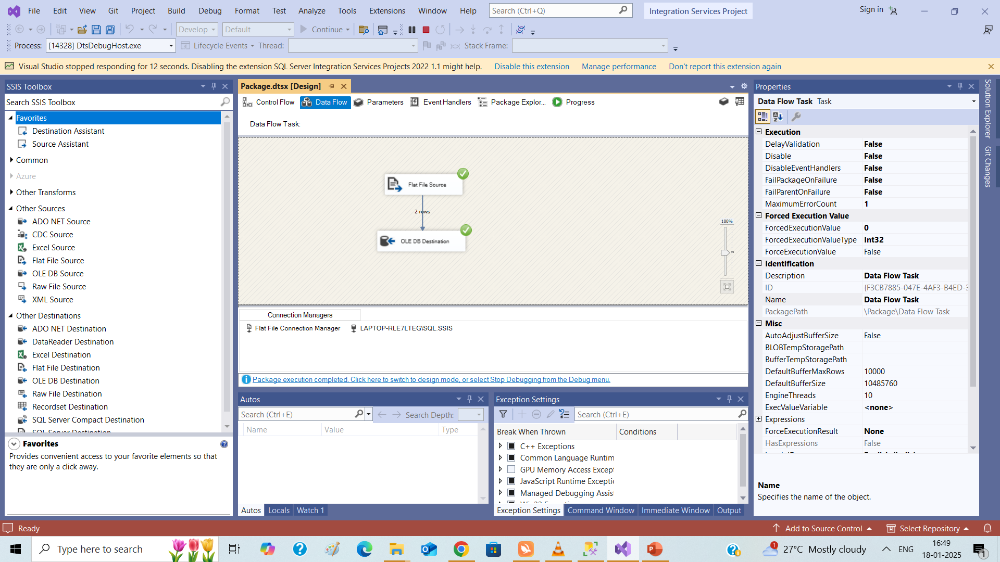 File Edit View Git Project Build Debug Format Test Analyze Tools Extensions Window Help Search (Ctrl+Q) Integration Services Project Sign in
Develop Default Continue
Process: [14328] DtsDebugHost.exe Lifecycle Events Thread: Stack Frame:
Visual Studio stopped responding for 12 seconds. Disabling the extension SQL Server Integration Services Projects 2022 1.1 might help. Disable this extension Manage performance Don't report this extension again
SSIS Toolbox
Search SSIS Toolbox
Favorites
Destination Assistant
Source Assistant
Common
Azure
Other Transforms
Other Sources
ADO NET Source
CDC Source
Excel Source
Flat File Source
OLE DB Source
Raw File Source
XML Source
Other Destinations
ADO NET Destination
DataReader Destination
Excel Destination
Flat File Destination
OLE DB Destination
Raw File Destination
Recordset Destination
SQL Server Compact Destination
SQL Server Destination
Favorites
Provides convenient access to your favorite elements so that
they are only a click away.
Package.dtsx [Design]
Control Flow Data Flow Parameters Event Handlers Package Explor... Progress
Data Flow Task:
Flat File Source
2 rows
OLE DB Destination
100%
Connection Managers
Flat File Connection Manager LAPTOP-RLE7LTEG\SQL.SSIS
Package execution completed. Click here to switch to design mode, or select Stop Debugging from the Debug menu.
Autos
Search (Ctrl+E) Search Depth:
Name Value Type
Autos Locals Watch 1
Exception Settings
Search (Ctrl+E)
Break When Thrown Conditions
C++ Exceptions
Common Language Runtim
GPU Memory Access Except
JavaScript Runtime Exceptio
Managed Debugging Assist
Exception Settings Command Window Immediate Window Output
Properties
Data Flow Task Task
Execution
DelayValidation False
Disable False
DisableEventHandlers False
FailPackageOnFailure False
FailParentOnFailure False
MaximumErrorCount 1
Forced Execution Value
ForcedExecutionValue 0
ForcedExecutionValueType Int32
ForceExecutionValue False
Identification
Description Data Flow Task
ID {F3CB7885-047E-4AF3-B4ED-3
Name Data Flow Task
PackagePath \Package\Data Flow Task
Misc
AutoAdjustBufferSize False
BLOBTempStoragePath
BufferTempStoragePath
DefaultBufferMaxRows 10000
DefaultBufferSize 10485760
EngineThreads 10
ExecValueVariable <none>
Expressions
ForceExecutionResult None
HasExpressions False
Name
Specifies the name of the object.
Solution Explorer
Git Changes
Ready Add to Source Control Select Repository
Type here to search 1 27°C Mostly cloudy ENG 16:49
18-01-2025 1